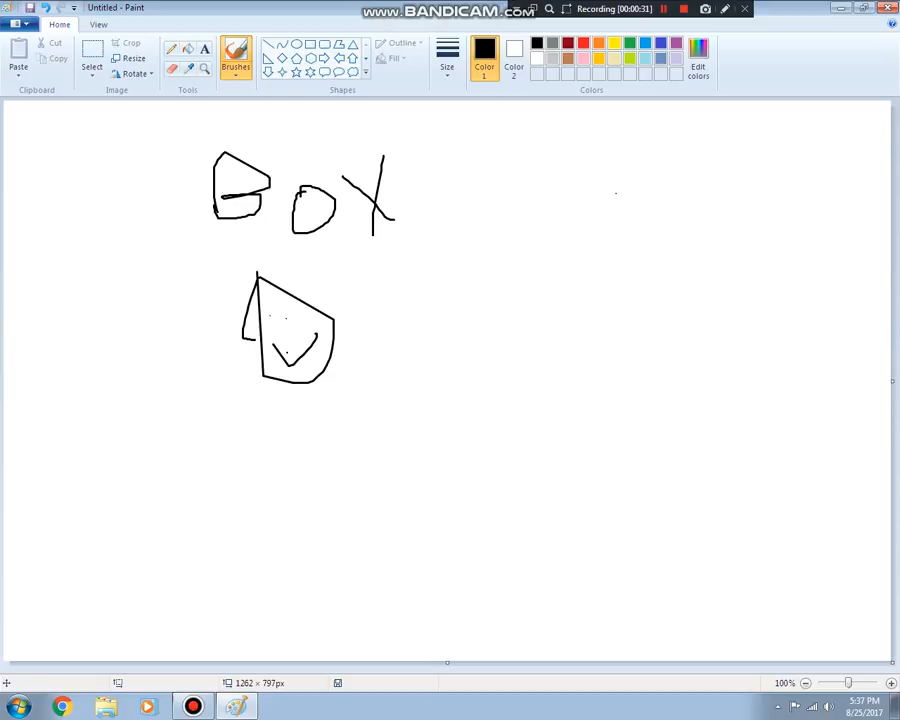 Untitled - Paint
www.BANDICAM.com
Recording [00:00:31]
Home
View
Paste
Cut
Copy
Clipboard
Select
Crop
Resize
Rotate
Image
A
Tools
Brushes
Outline
Fill
Shapes
Size
Color 1
Color 2
Edit colors
Colors
BOX
1262 × 797px
100%
5:37 PM
8/25/2017